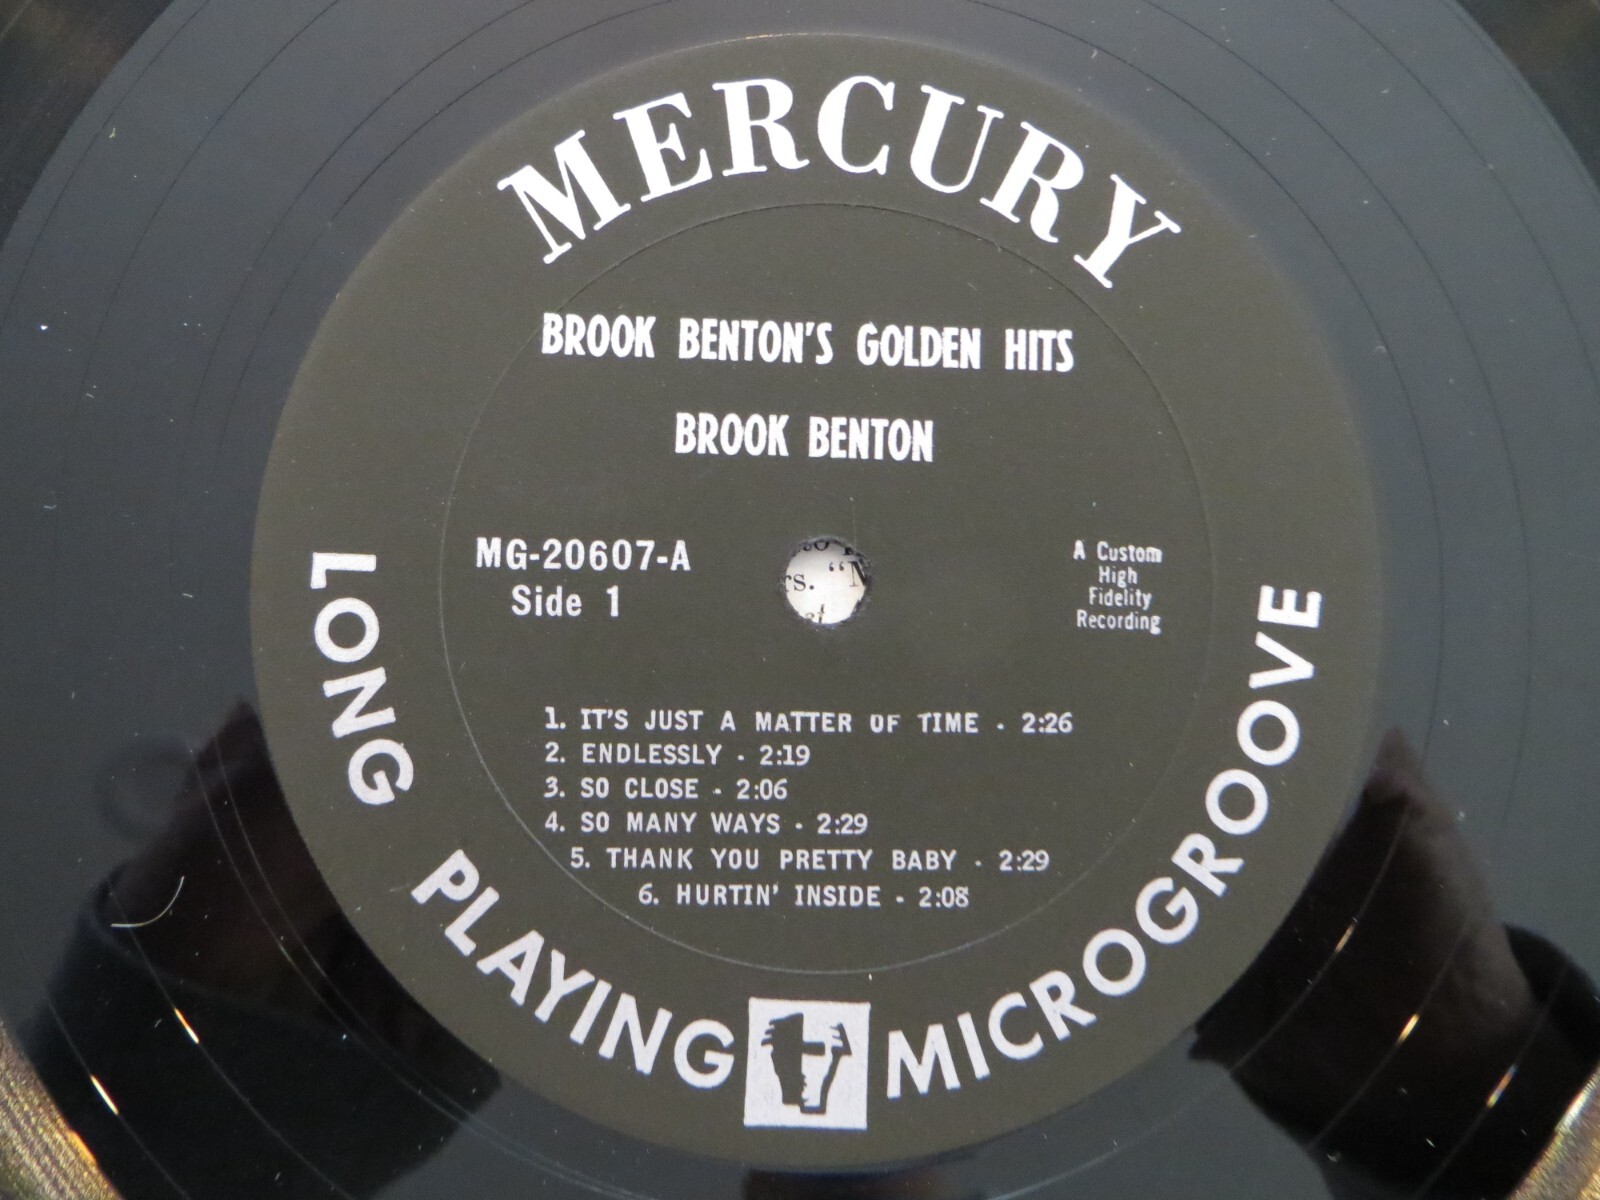 MERCURY
BROOK BENTON'S GOLDEN HITS
BROOK BENTON
MG-20607-A
Side 1
A Custom
High
Fidelity
Recording
1. IT'S JUST A MATTER OF TIME - 2:26
2. ENDLESSLY - 2:19
3. SO CLOSE - 2:06
4. SO MANY WAYS - 2:29
5. THANK YOU PRETTY BABY - 2:29
6. HURTIN' INSIDE - 2:08
LONG PLAYING MICROGROOVE